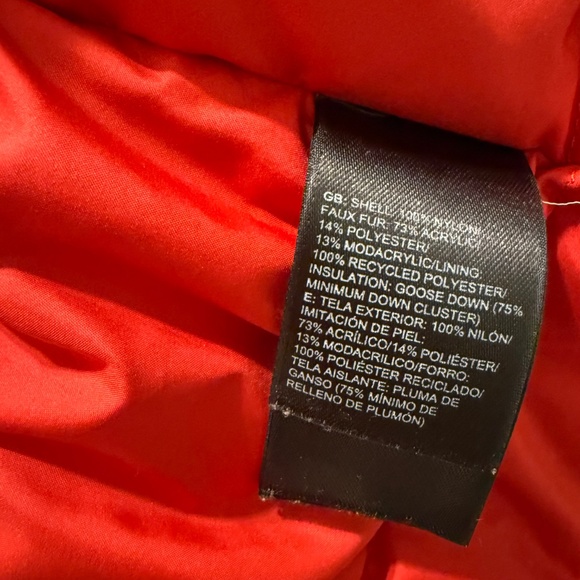 GB: SHELL: 100% NYLON/
FAUX FUR: 73% ACRYLIC/
14% POLYESTER/
13% MODACRYLIC/LINING:
100% RECYCLED POLYESTER/
INSULATION: GOOSE DOWN (75%
MINIMUM DOWN CLUSTER)
E: TELA EXTERIOR: 100% NILÓN/
IMITACIÓN DE PIEL:
73% ACRÍLICO/14% POLIÉSTER/
13% MODACRILICO/FORRO:
100% POLIÉSTER RECICLADO/
TELA AISLANTE: PLUMA DE
GANSO (75% MÍNIMO DE
RELLENO DE PLUMÓN)